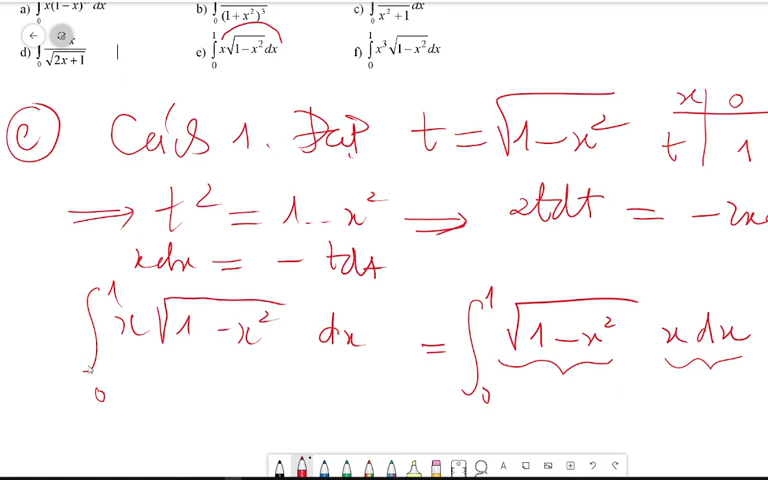 a) ∫₀ x(1−x) dx b) ∫₀ (1+x²)³ c) ∫₀ x²+1 dx
d) ∫₀ x/√(2x+1) e) ∫₀¹ x√(1−x²)dx f) ∫₀¹ x³√(1−x²)dx
e Cách 1. Đặt t = √(1−x²) x | 0
t | 1
⟹ t² = 1−x² ⟹ 2tdt = −2x
xdx = −tdt
∫₀¹ x√(1−x²) dx = ∫₀¹ √(1−x²) x dx